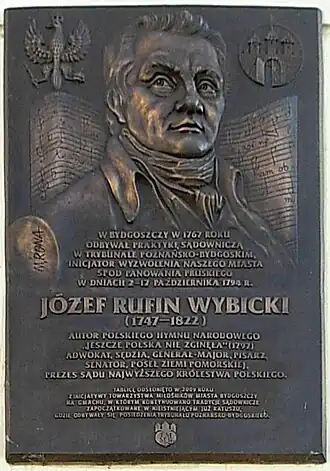 W BYDGOSZCZY W 1767 ROKU
ODBYWAŁ PRAKTYKĘ SĄDOWNICZĄ
W TRYBUNALE POZNAŃSKO-BYDGOSKIM,
INICJATOR WYZWOLENIA NASZEGO MIASTA
SPOD PANOWANIA PRUSKIEGO
W DNIACH 2-17 PAŹDZIERNIKA 1794 R.
JÓZEF RUFIN WYBICKI
(1747-1822)
AUTOR POLSKIEGO HYMNU NARODOWEGO
"JESZCZE POLSKA NIE ZGINĘŁA" (1797)
ADWOKAT, SĘDZIA, GENERAŁ-MAJOR, PISARZ,
SENATOR, POSEŁ ZIEMI POMORSKIEJ,
PREZES SĄDU NAJWYŻSZEGO KRÓLESTWA POLSKIEGO.
TABLICĘ ODSŁONIĘTO W 2009 ROKU
Z INICJATYWY TOWARZYSTWA MIŁOŚNIKÓW MIASTA BYDGOSZCZY
NA GMACHU, W KTÓRYM KONTYNUOWANO TRADYCJE SĄDOWNICZE
ZAPOCZĄTKOWANE W NIEISTNIEJĄCYM JUŻ RATUSZU,
GDZIE ODBYWAŁY SIĘ POSIEDZENIA TRYBUNAŁU POZNAŃSKO-BYDGOSKIEGO.